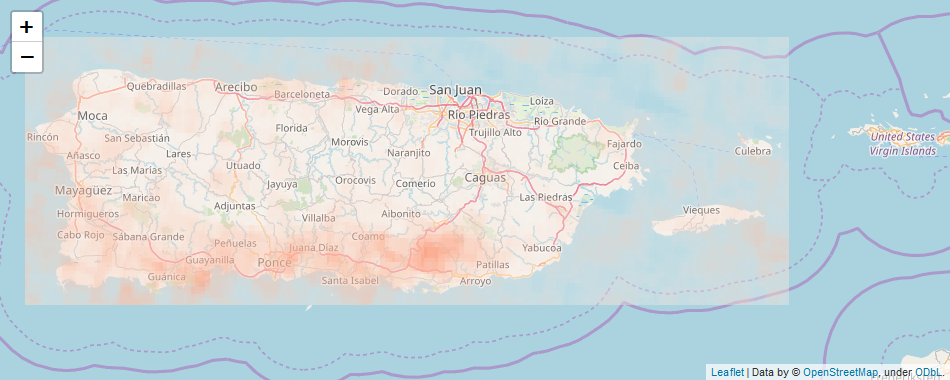 +
−
Quebradillas
Arecibo
Barceloneta
Dorado
San Juan
Vega Alta
Loíza
Moca
Río Piedras
Río Grande
Rincón
San Sebastián
Florida
Morovis
Trujillo Alto
Fajardo
United States
Virgin Islands
Añasco
Lares
Naranjito
Culebra
Las Marías
Utuado
Ceiba
Mayagüez
Maricao
Jayuya
Orocovis
Comerío
Caguas
Las Piedras
Hormigueros
Adjuntas
Villalba
Aibonito
Vieques
Cabo Rojo
Sábana Grande
Peñuelas
Juana Díaz
Coamo
Yabucoa
Guayanilla
Ponce
Patillas
Guánica
Santa Isabel
Arroyo
Leaflet | Data by © OpenStreetMap, under ODbL.